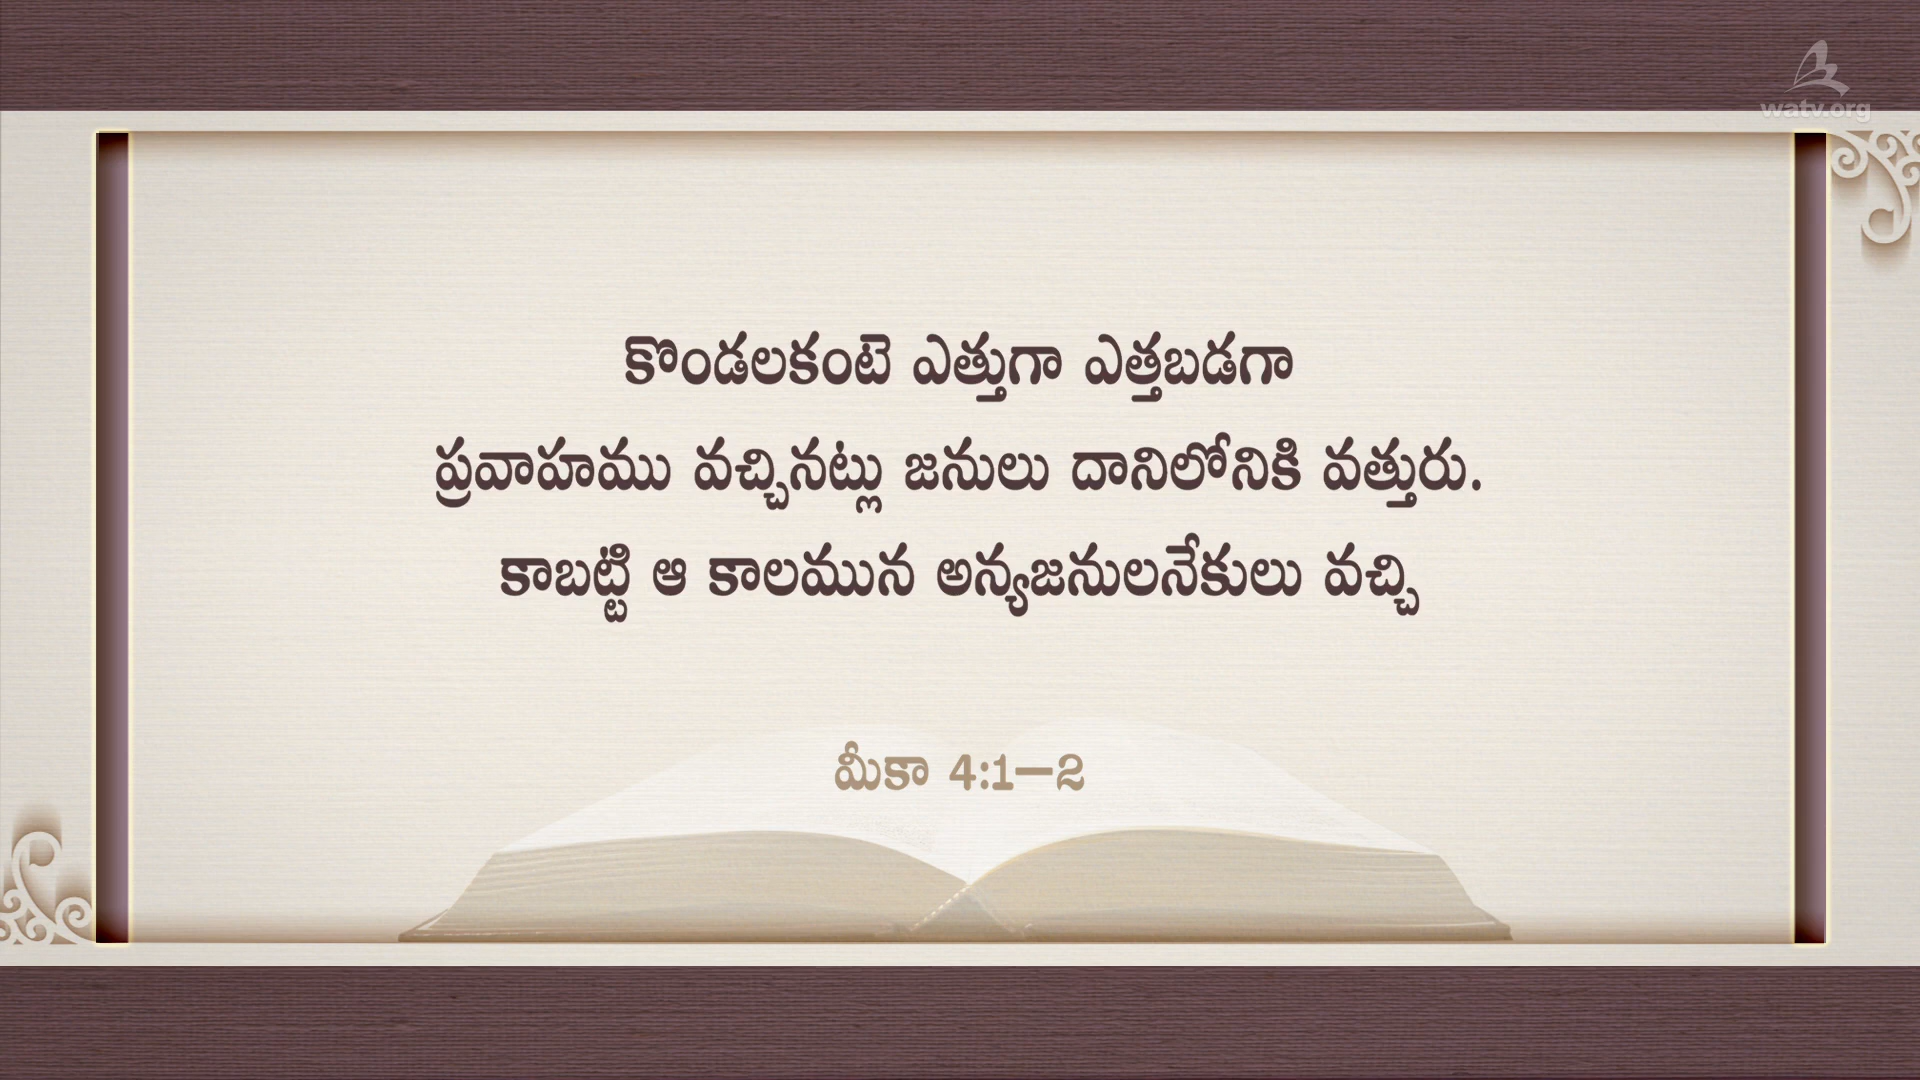 watv.org
కొండలకంటె ఎత్తుగా ఎత్తబడగా
ప్రవాహము వచ్చినట్లు జనులు దానిలోనికి వత్తురు.
కాబట్టి ఆ కాలమున అన్యజనులనేకులు వచ్చి
మీకా 4:1–2